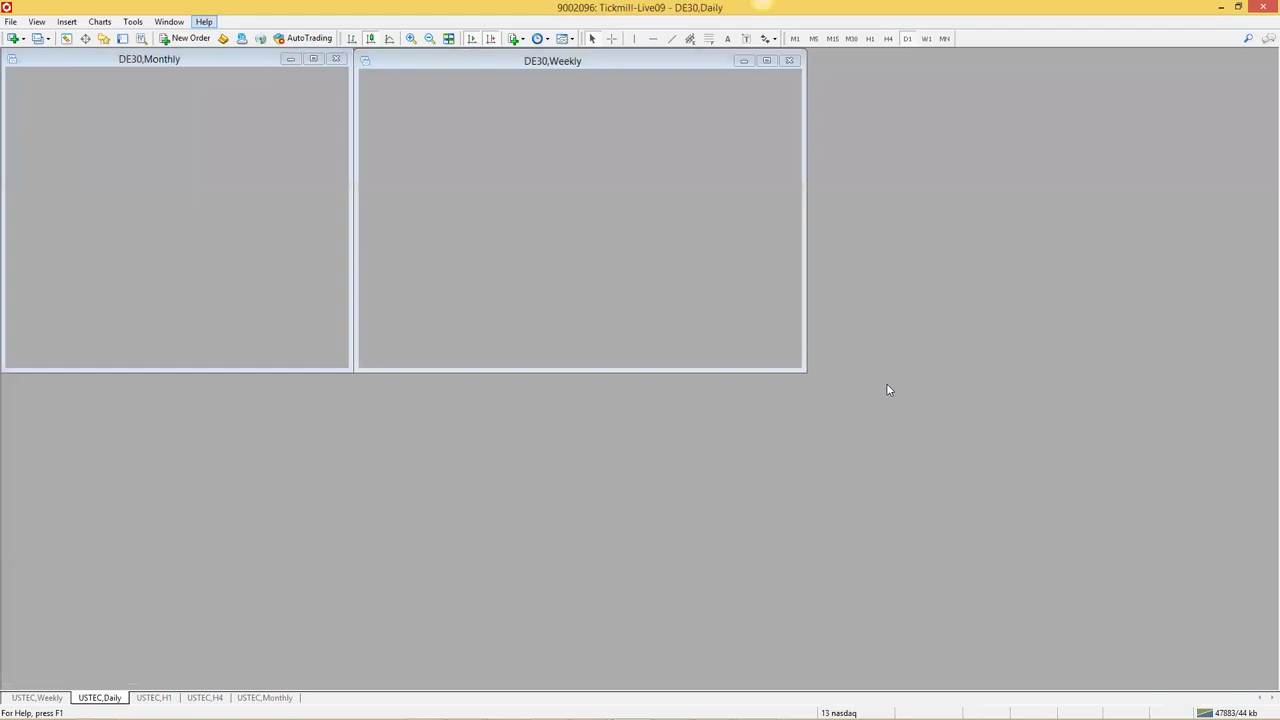 9002096: Tickmill-Live09 - DE30,Daily
File View Insert Charts Tools Window Help
New Order AutoTrading A T M1 M5 M15 M30 H1 H4 D1 W1 MN
DE30,Monthly
DE30,Weekly
USTEC,Weekly USTEC,Daily USTEC,H1 USTEC,H4 USTEC,Monthly
For Help, press F1 13 nasdaq 47883/44 kb